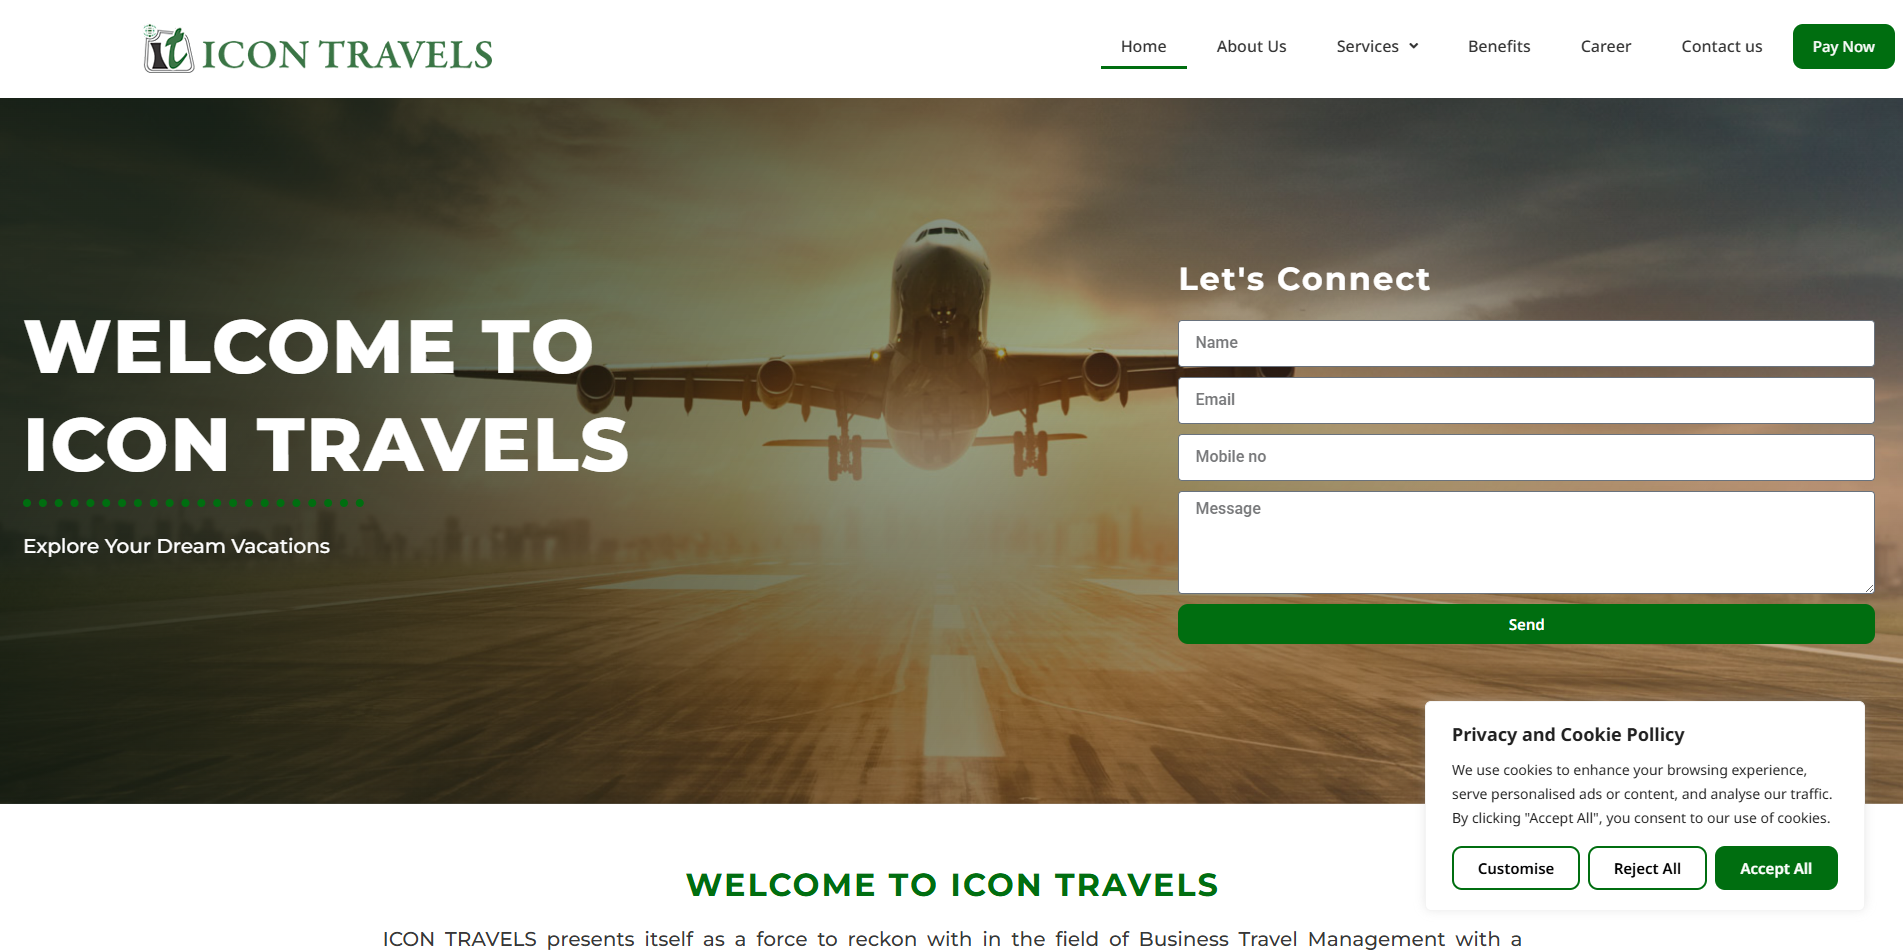 it ICON TRAVELS
Home About Us Services Benefits Career Contact us Pay Now
WELCOME TO
ICON TRAVELS
Explore Your Dream Vacations
Let's Connect
Name
Email
Mobile no
Message
Send
Privacy and Cookie Pollicy
We use cookies to enhance your browsing experience,
serve personalised ads or content, and analyse our traffic.
By clicking "Accept All", you consent to our use of cookies.
Customise Reject All Accept All
WELCOME TO ICON TRAVELS
ICON TRAVELS presents itself as a force to reckon with in the field of Business Travel Management with a